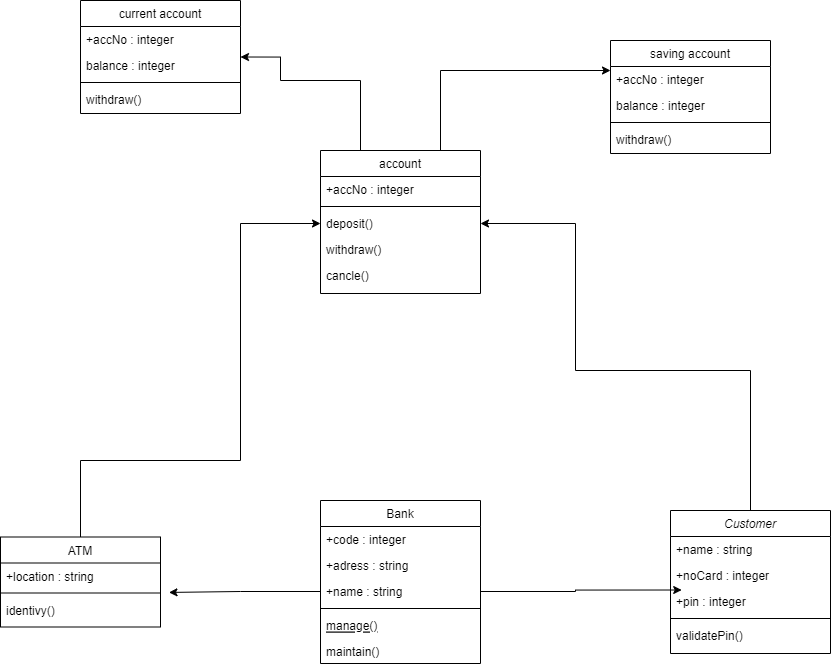 current account
+accNo : integer
balance : integer
withdraw()
saving account
+accNo : integer
balance : integer
withdraw()
account
+accNo : integer
deposit()
withdraw()
cancle()
ATM
+location : string
identivy()
Bank
+code : integer
+adress : string
+name : string
manage()
maintain()
Customer
+name : string
+noCard : integer
+pin : integer
validatePin()